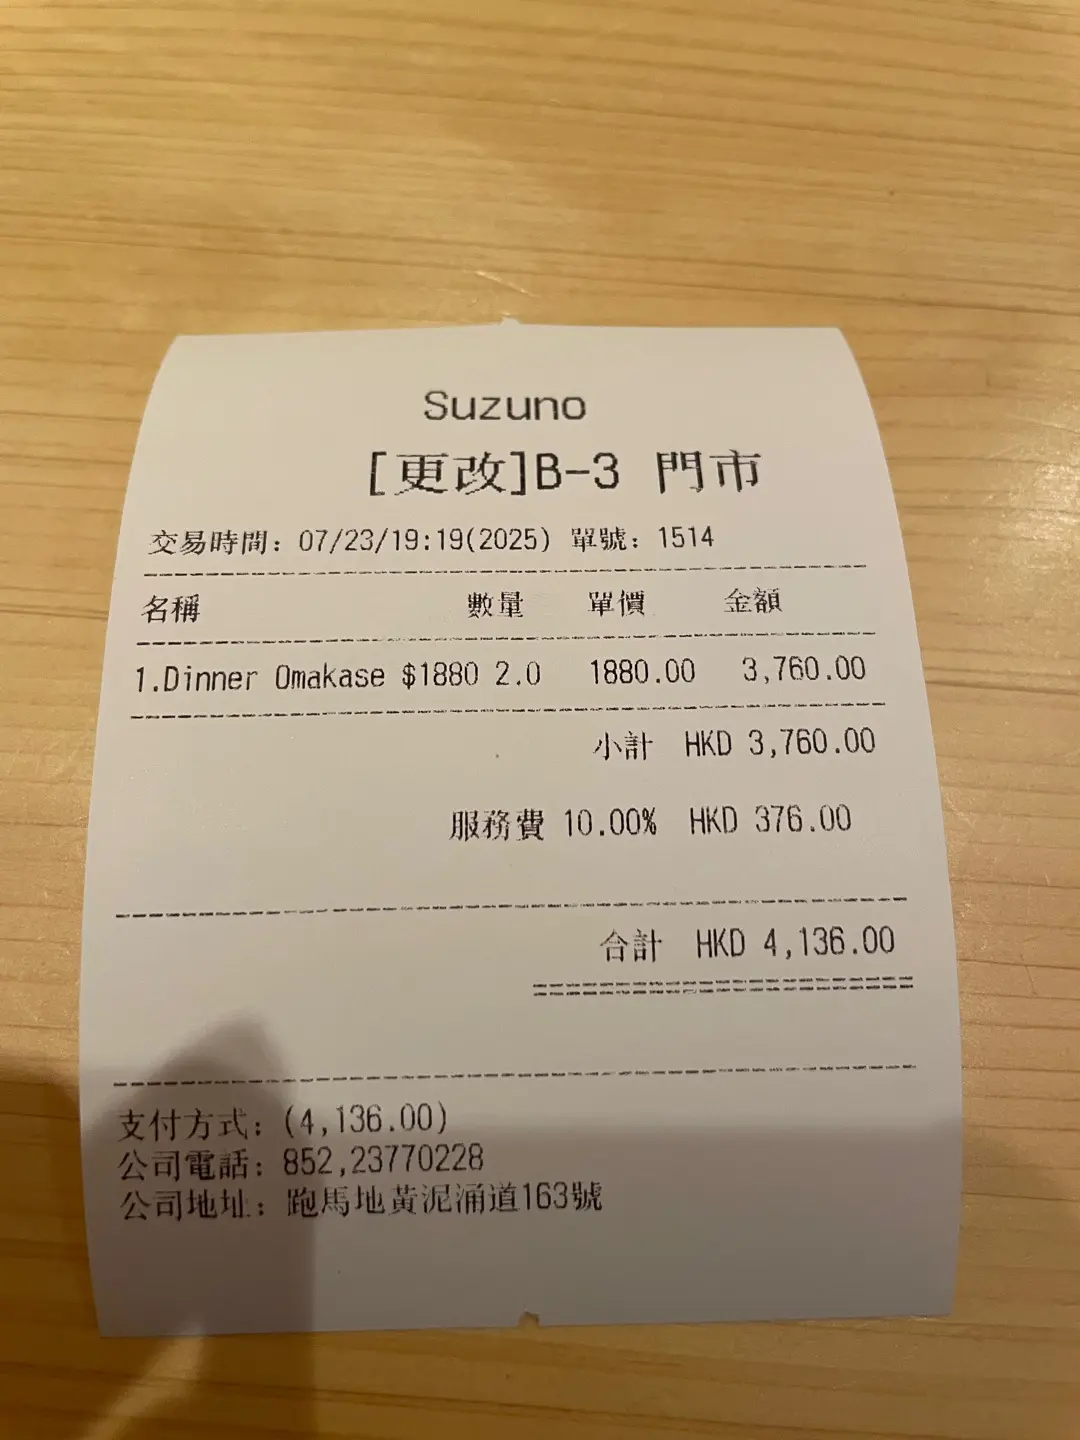 Suzuno
[更改]B-3 門市
交易時間: 07/23/19:19(2025) 單號: 1514
名稱 數量 單價 金額
1.Dinner Omakase $1880 2.0 1880.00 3,760.00
小計 HKD 3,760.00
服務費 10.00% HKD 376.00
合計 HKD 4,136.00
支付方式: (4,136.00)
公司電話: 852,23770228
公司地址: 跑馬地黃泥涌道163號